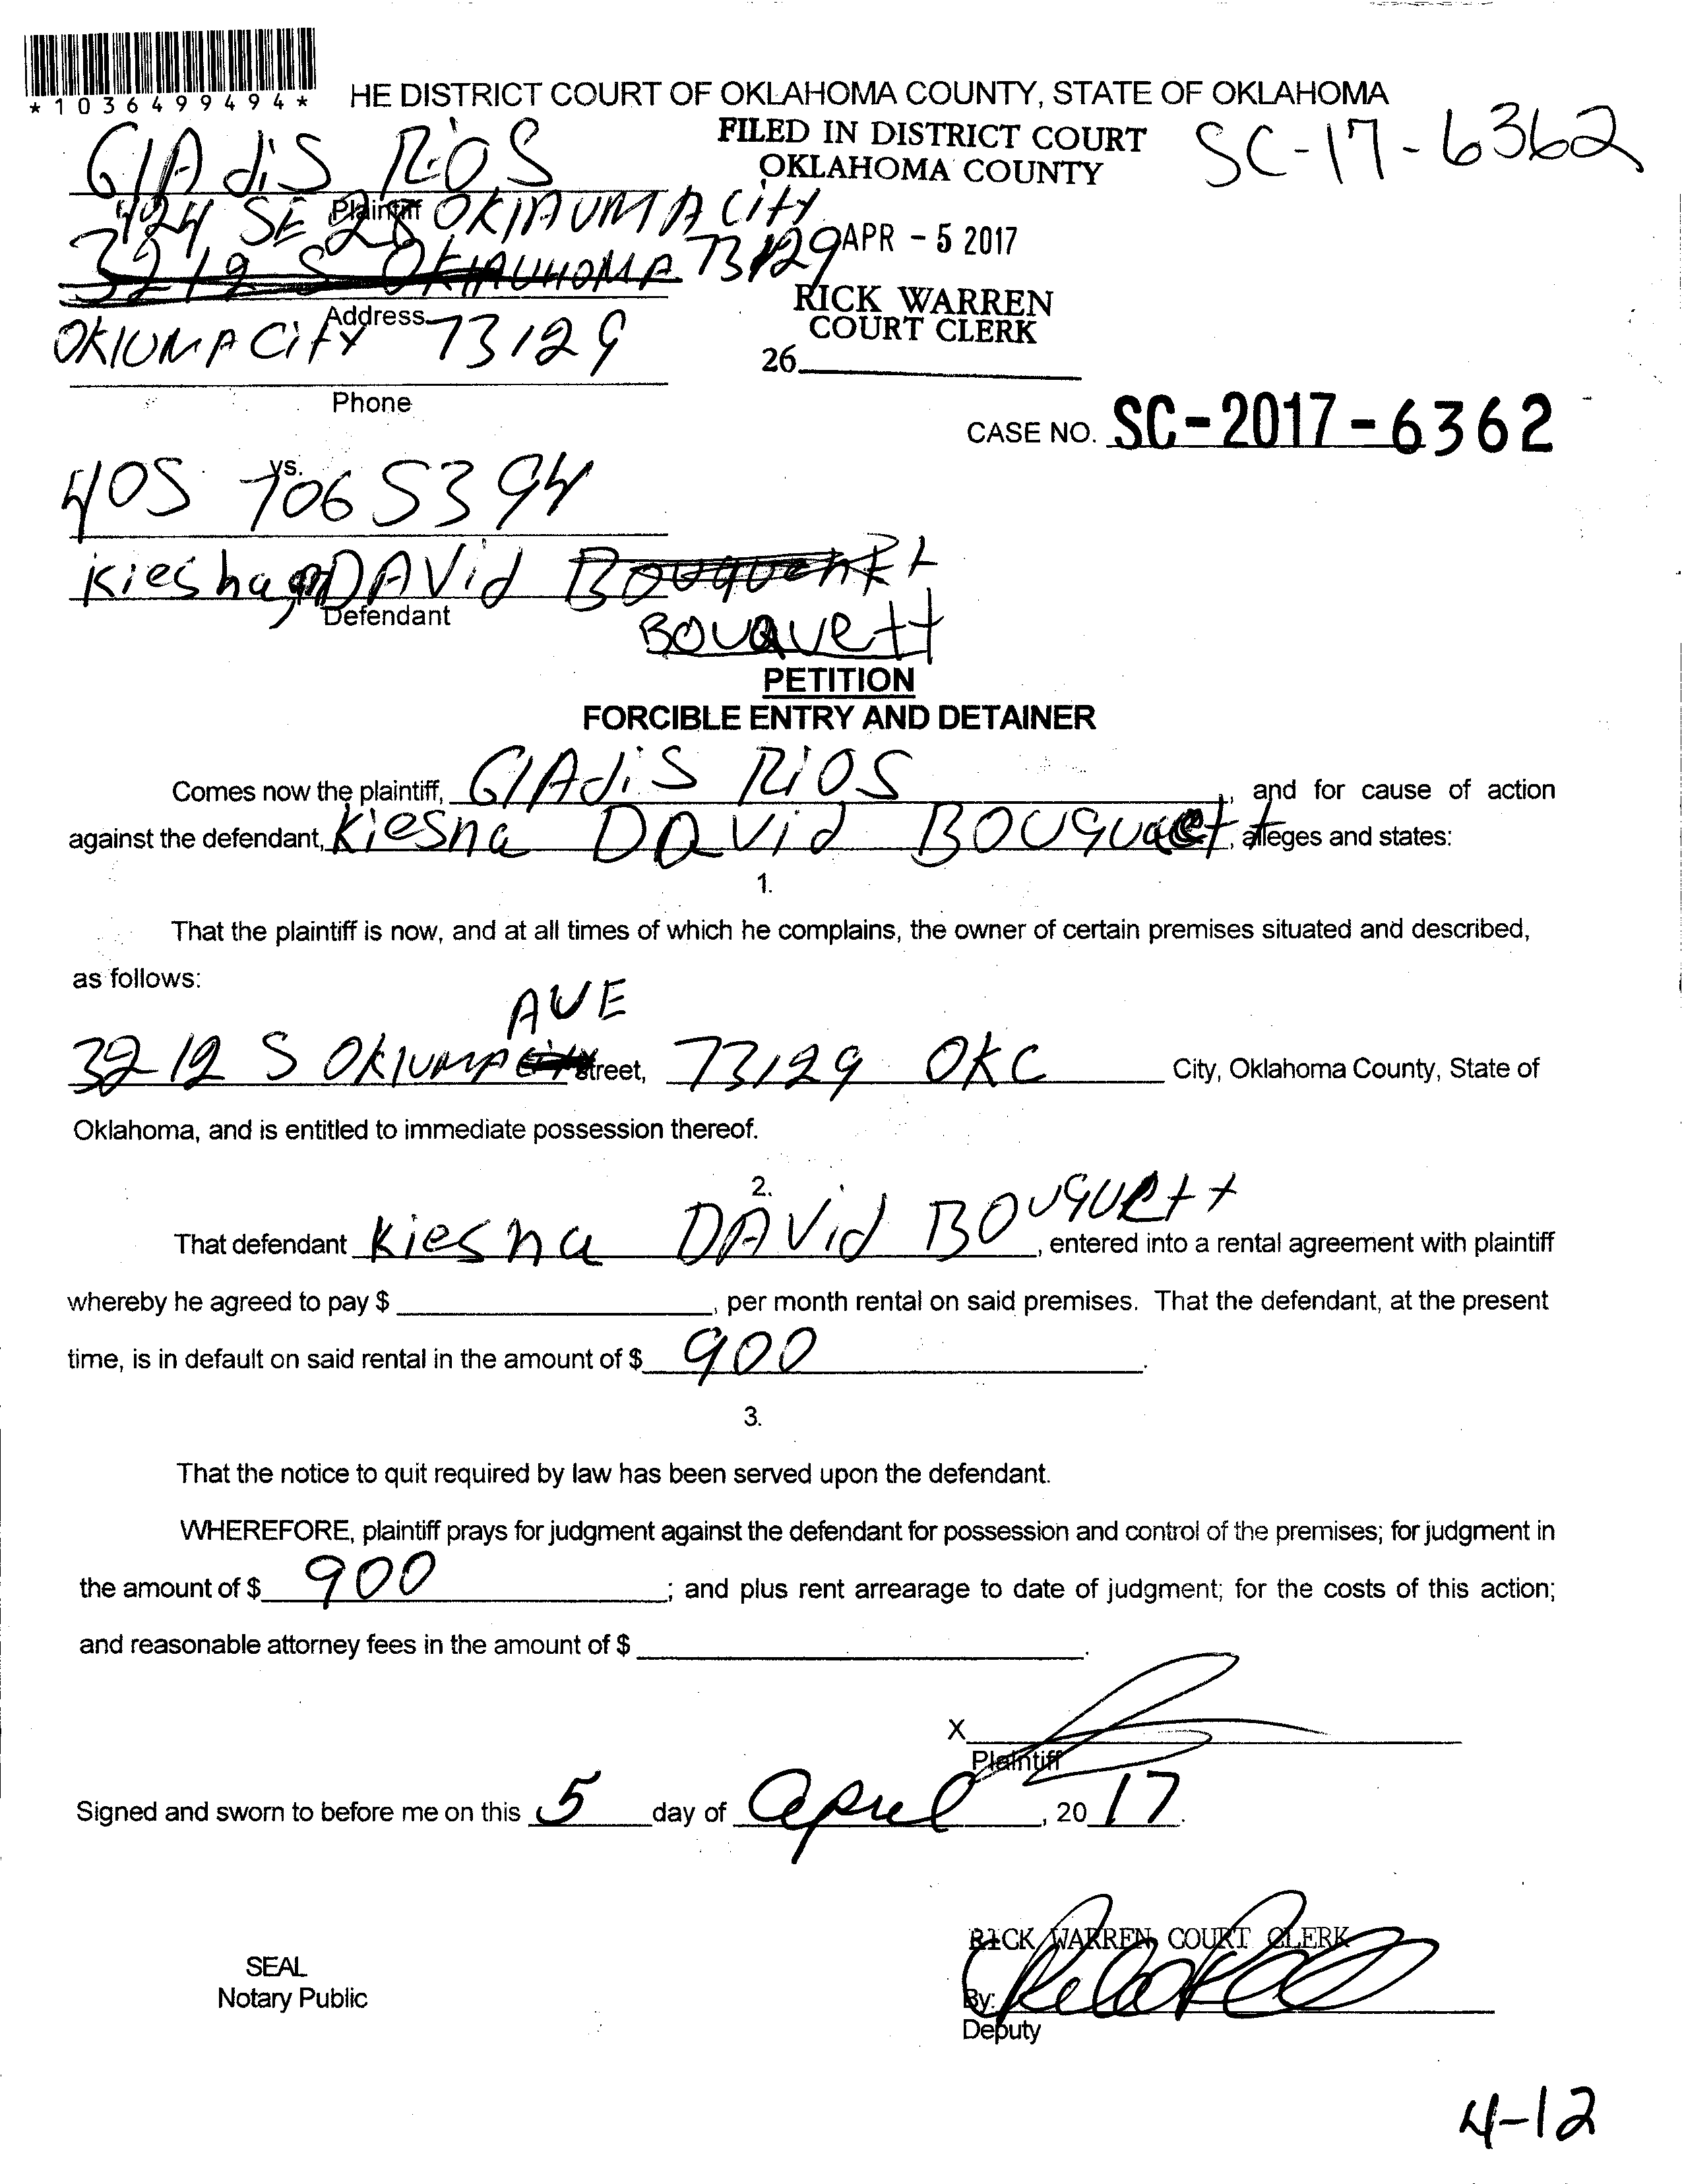 *1036499494*
HE DISTRICT COURT OF OKLAHOMA COUNTY, STATE OF OKLAHOMA
FILED IN DISTRICT COURT
OKLAHOMA COUNTY
SC-17-6362
GlAdiS RiOS
Plaintiff
424 SE 28 OKlAUMA City
73129
APR - 5 2017
3212 S OKlAUHOMA
RICK WARREN
COURT CLERK
Address
OKlUMA City 73129
26
Phone
CASE NO. SC-2017-6362
vs.
405 7065394
Kiesha DAVid
Defendant
BOUQUett
PETITION
FORCIBLE ENTRY AND DETAINER
Comes now the plaintiff, GlAdiS RiOS, and for cause of action
against the defendant, Kiesha DaVid BOUGUett, alleges and states:
1.
That the plaintiff is now, and at all times of which he complains, the owner of certain premises situated and described,
as follows:
AVE
3212 S OKlUMA Street, 73129 OKC City, Oklahoma County, State of
Oklahoma, and is entitled to immediate possession thereof.
2.
That defendant Kiesha DAVid BOUGUett, entered into a rental agreement with plaintiff
whereby he agreed to pay $, per month rental on said premises. That the defendant, at the present
time, is in default on said rental in the amount of $ 900.
3.
That the notice to quit required by law has been served upon the defendant.
WHEREFORE, plaintiff prays for judgment against the defendant for possession and control of the premises; for judgment in
the amount of $ 900; and plus rent arrearage to date of judgment; for the costs of this action;
and reasonable attorney fees in the amount of $.
X
Plaintiff
Signed and sworn to before me on this 5 day of april, 20 17.
RICK WARREN COURT CLERK
SEAL
Notary Public
By:
Deputy
4-12